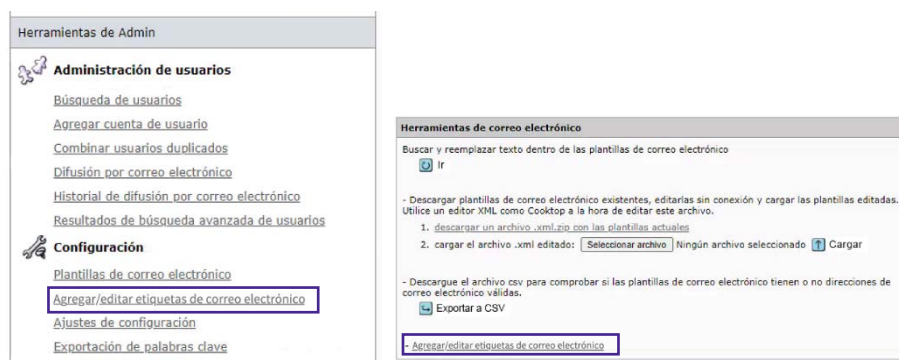 Herramientas de Admin
Administración de usuarios
Búsqueda de usuarios
Agregar cuenta de usuario
Combinar usuarios duplicados
Difusión por correo electrónico
Historial de difusión por correo electrónico
Resultados de búsqueda avanzada de usuarios
Configuración
Plantillas de correo electrónico
Agregar/editar etiquetas de correo electrónico
Ajustes de configuración
Exportación de palabras clave
Herramientas de correo electrónico
Buscar y reemplazar texto dentro de las plantillas de correo electrónico
Ir
- Descargar plantillas de correo electrónico existentes, editarlas sin conexión y cargar las plantillas editadas.
Utilice un editor XML como Cooktop a la hora de editar este archivo.
1. descargar un archivo .xml.zip con las plantillas actuales
2. cargar el archivo .xml editado: Seleccionar archivo Ningún archivo seleccionado Cargar
- Descargue el archivo csv para comprobar si las plantillas de correo electrónico tienen o no direcciones de
correo electrónico válidas.
Exportar a CSV
- Agregar/editar etiquetas de correo electrónico